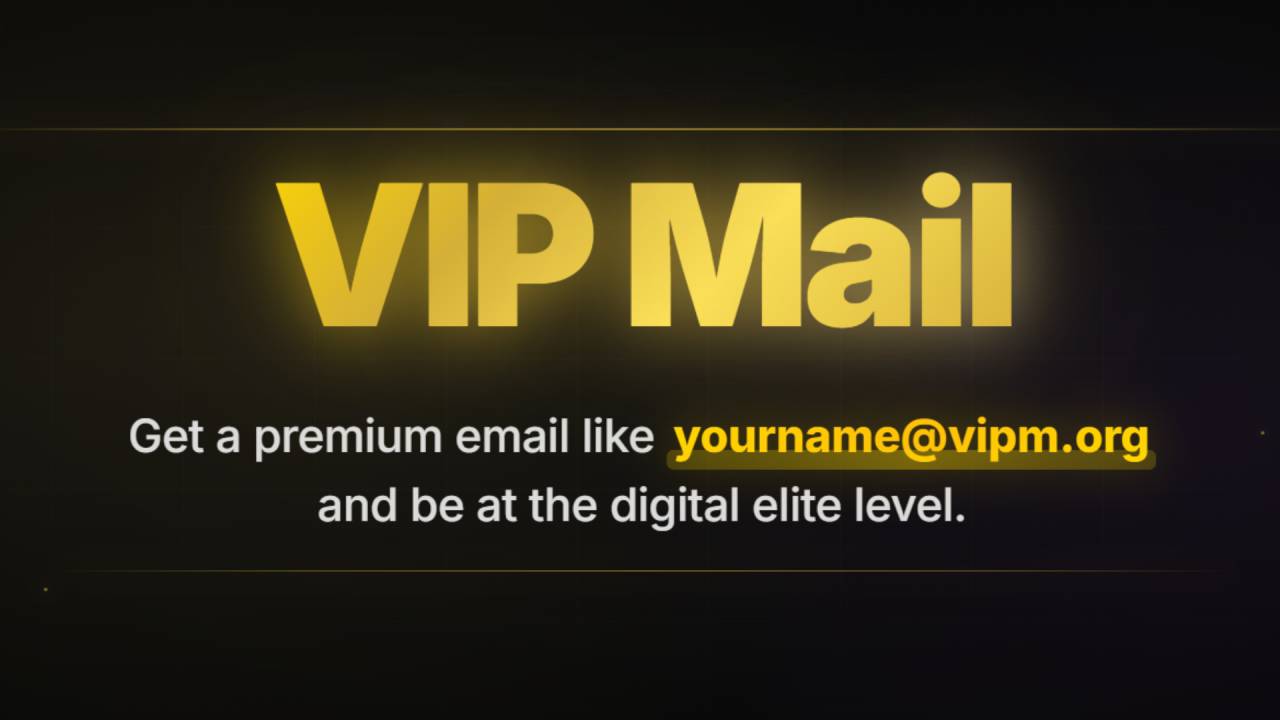 VIP Mail
Get a premium email like yourname@vipm.org
and be at the digital elite level.